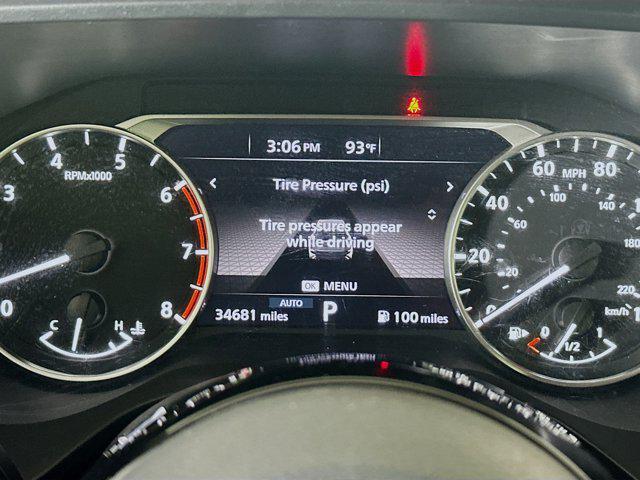 3:06 PM 93°F
Tire Pressure (psi)
Tire pressures appear
while driving
OK MENU
AUTO
34681 miles P 100 miles
RPMx1000
0 3 4 5 6 7 8
C H
MPH
0 20 40 60 80
20 60 100 140 180 220
km/h
0 1/2 1